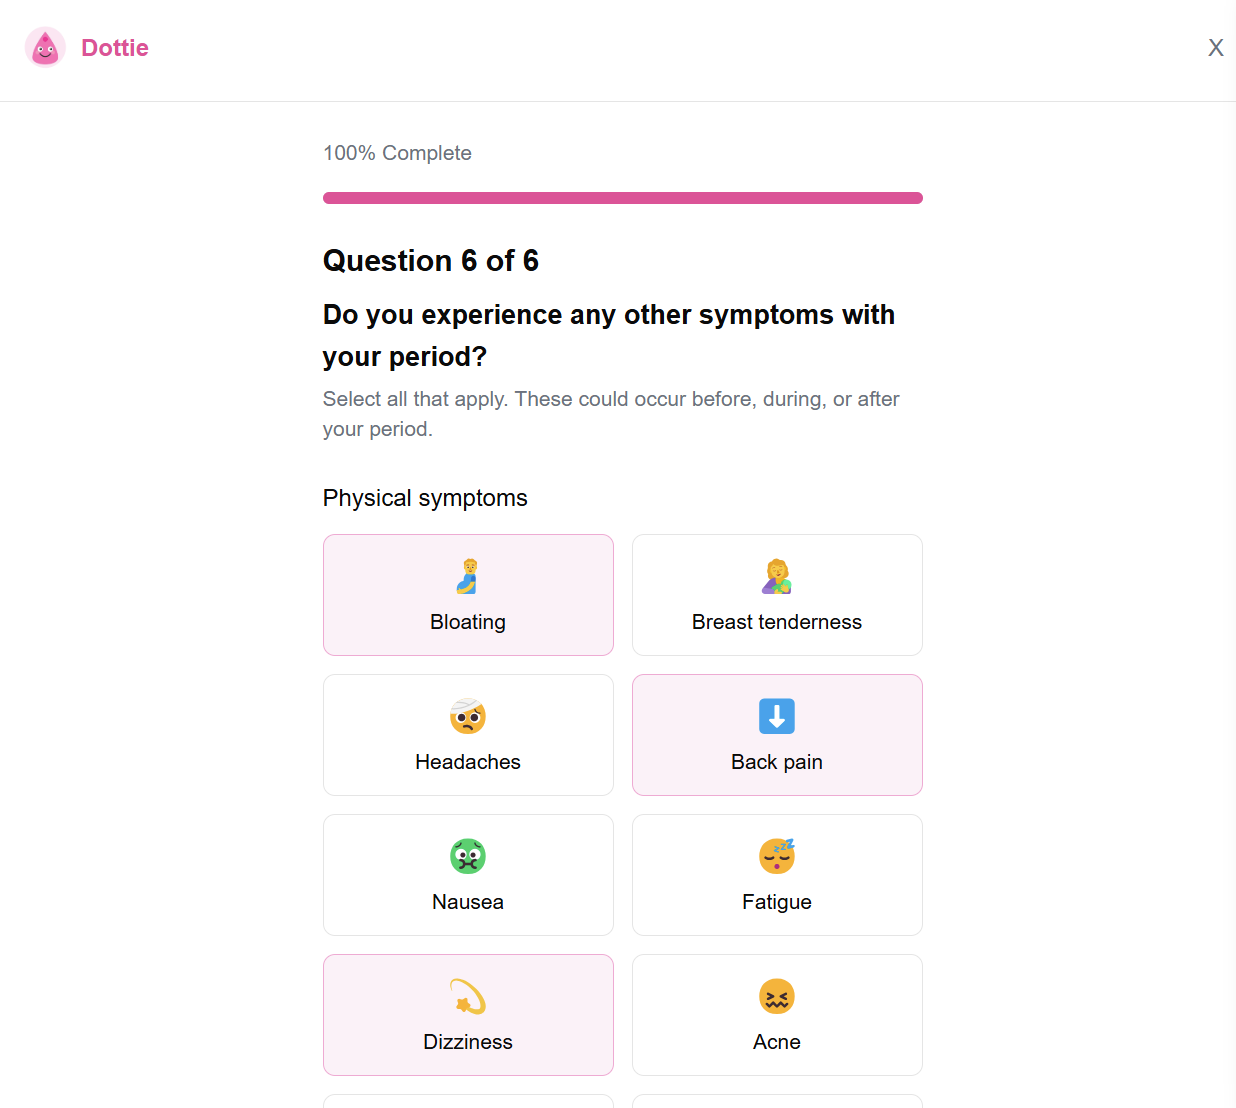 Dottie
X
100% Complete
Question 6 of 6
Do you experience any other symptoms with
your period?
Select all that apply. These could occur before, during, or after
your period.
Physical symptoms
Bloating
Breast tenderness
Headaches
Back pain
Nausea
Fatigue
Dizziness
Acne